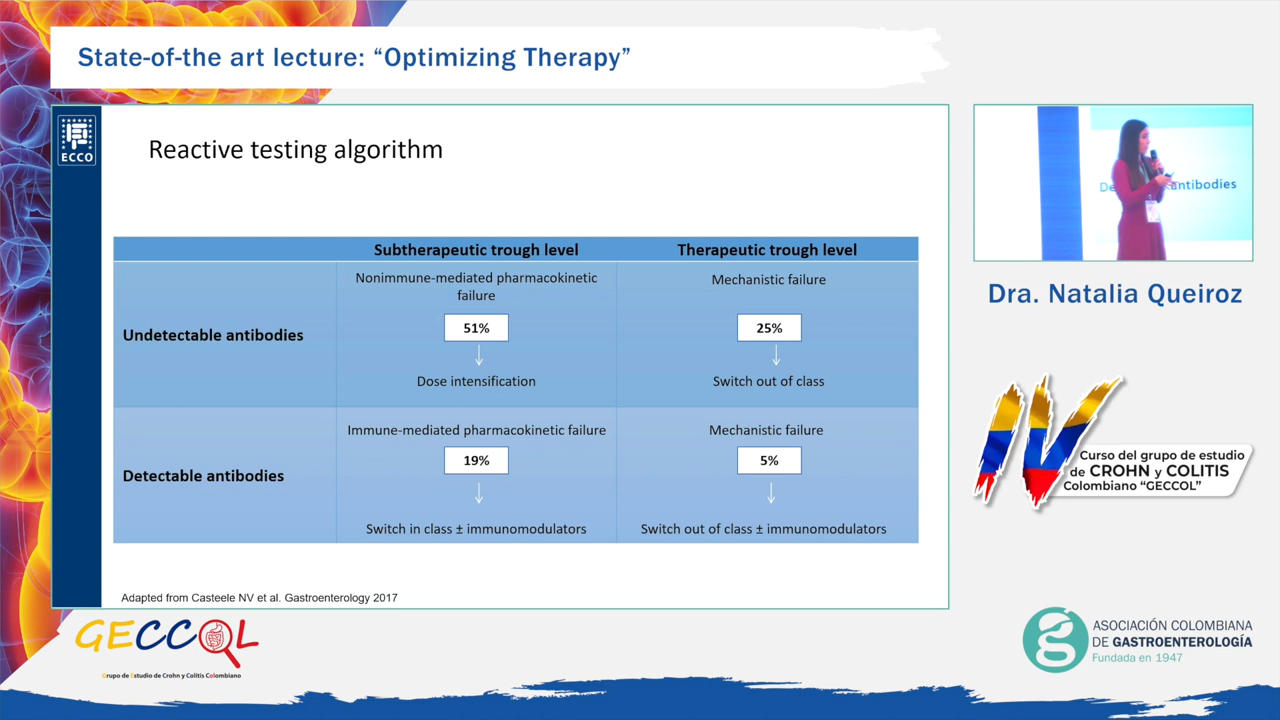 State-of-the art lecture: “Optimizing Therapy”
ECCO
Reactive testing algorithm
Subtherapeutic trough level
Therapeutic trough level
Undetectable antibodies
Nonimmune-mediated pharmacokinetic
failure
51%
Dose intensification
Mechanistic failure
25%
Switch out of class
Detectable antibodies
Immune-mediated pharmacokinetic failure
19%
Switch in class ± immunomodulators
Mechanistic failure
5%
Switch out of class ± immunomodulators
Adapted from Casteele NV et al. Gastroenterology 2017
antibodies
Dra. Natalia Queiroz
IV
Curso del grupo de estudio
de CROHN y COLITIS
Colombiano “GECCOL”
GECCOL
Grupo de Estudio de Crohn y Colitis Colombiano
ASOCIACIÓN COLOMBIANA
DE GASTROENTEROLOGÍA
Fundada en 1947